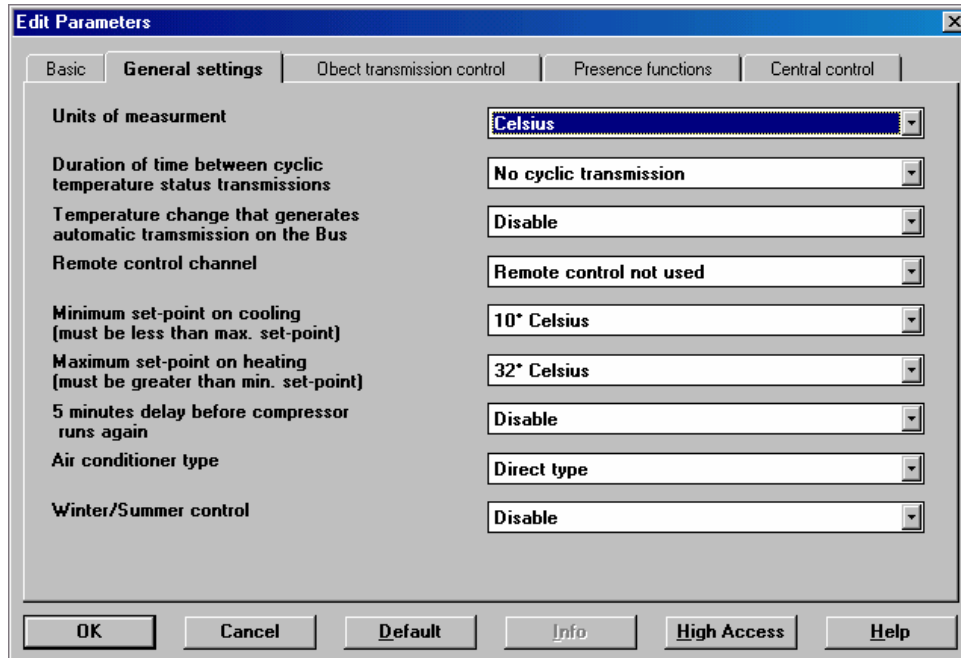 Edit Parameters
Basic
General settings
Obect transmission control
Presence functions
Central control
Units of measurment
Celsius
Duration of time between cyclic
temperature status transmissions
No cyclic transmission
Temperature change that generates
automatic tramsmission on the Bus
Disable
Remote control channel
Remote control not used
Minimum set-point on cooling
(must be less than max. set-point)
10* Celsius
Maximum set-point on heating
(must be greater than min. set-point)
32* Celsius
5 minutes delay before compressor
runs again
Disable
Air conditioner type
Direct type
Winter/Summer control
Disable
OK
Cancel
Default
Info
High Access
Help